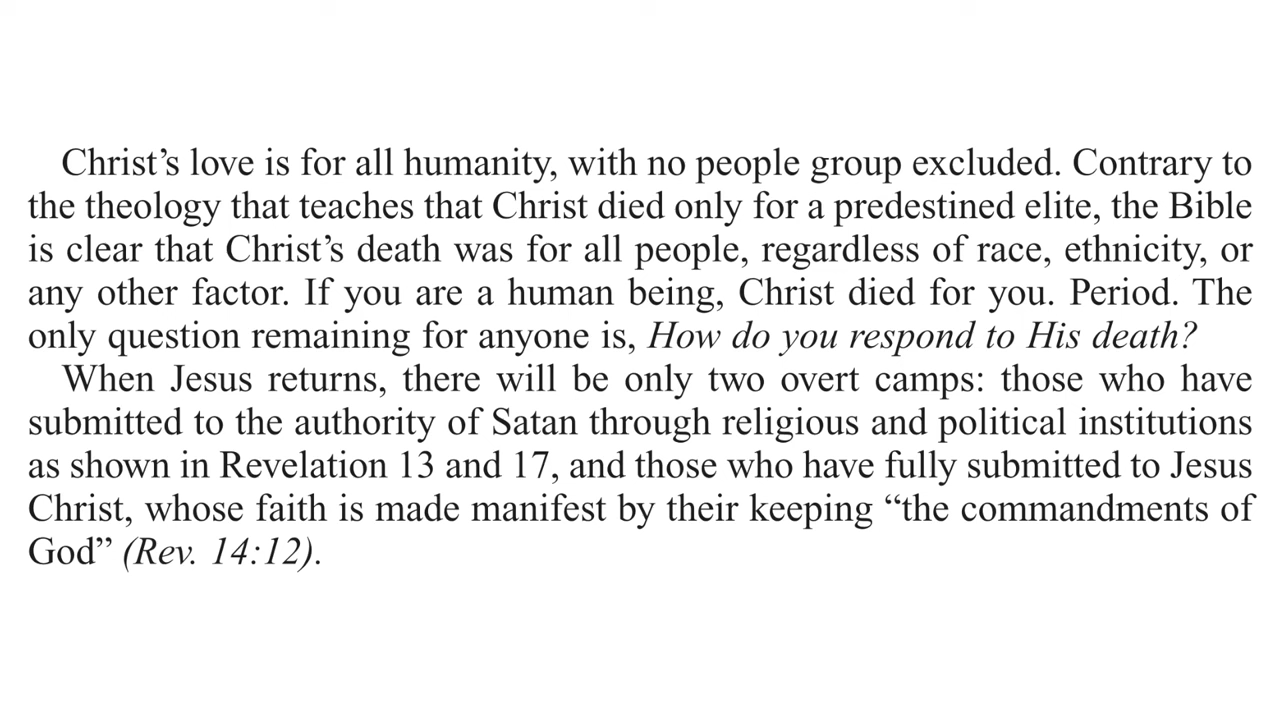 Christ’s love is for all humanity, with no people group excluded. Contrary to
the theology that teaches that Christ died only for a predestined elite, the Bible
is clear that Christ’s death was for all people, regardless of race, ethnicity, or
any other factor. If you are a human being, Christ died for you. Period. The
only question remaining for anyone is, How do you respond to His death?
When Jesus returns, there will be only two overt camps: those who have
submitted to the authority of Satan through religious and political institutions
as shown in Revelation 13 and 17, and those who have fully submitted to Jesus
Christ, whose faith is made manifest by their keeping “the commandments of
God” (Rev. 14:12).